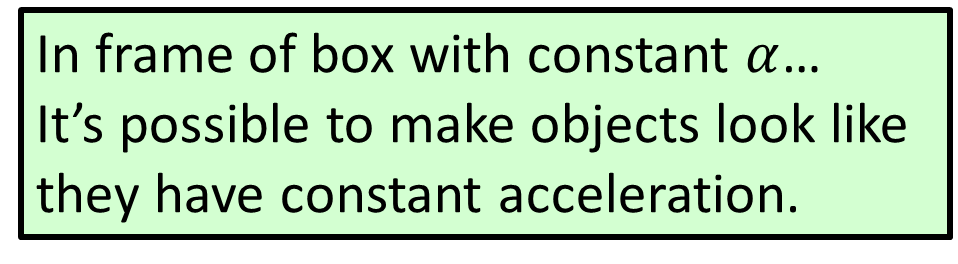 In frame of box with constant 𝛼…
It’s possible to make objects look like
they have constant acceleration.